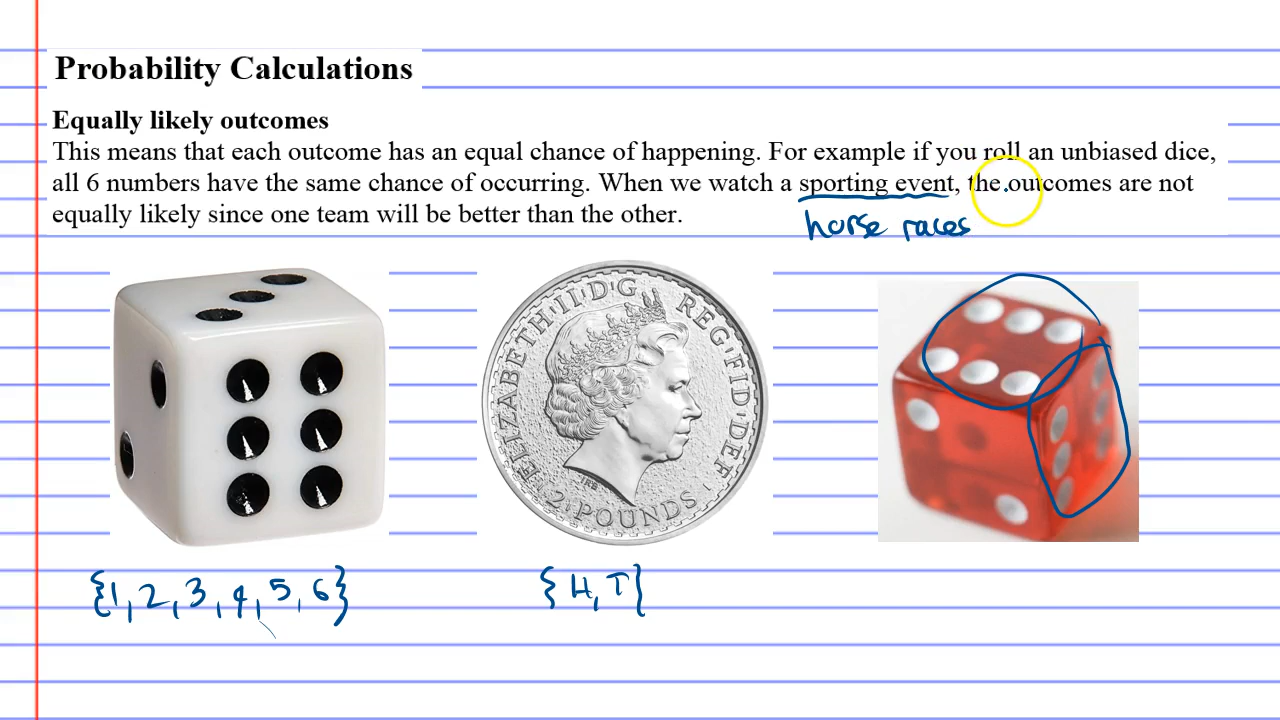 Probability Calculations
Equally likely outcomes
This means that each outcome has an equal chance of happening. For example if you roll an unbiased dice,
all 6 numbers have the same chance of occurring. When we watch a sporting event, the outcomes are not
equally likely since one team will be better than the other.
horse races
ELIZABETH·II·D·G REG·FID·DEF
JRB
2·POUNDS
{1, 2, 3, 4, 5, 6}
{H, T}